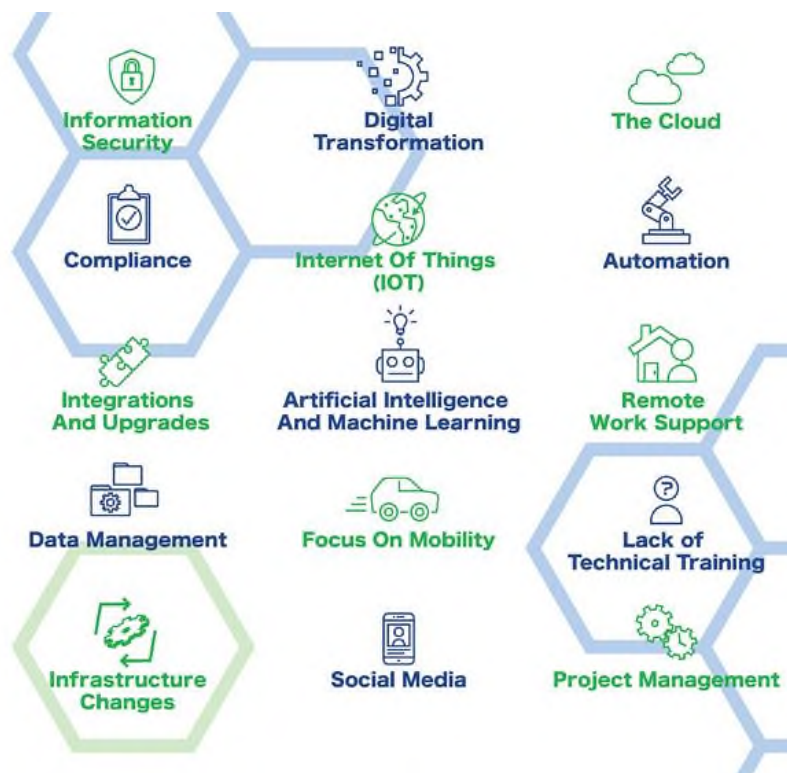 Information
Security
Digital
Transformation
The Cloud
Compliance
Internet Of Things
(IOT)
Automation
Integrations
And Upgrades
Artificial Intelligence
And Machine Learning
Remote
Work Support
Data Management
Focus On Mobility
?
Lack of
Technical Training
Infrastructure
Changes
Social Media
Project Management